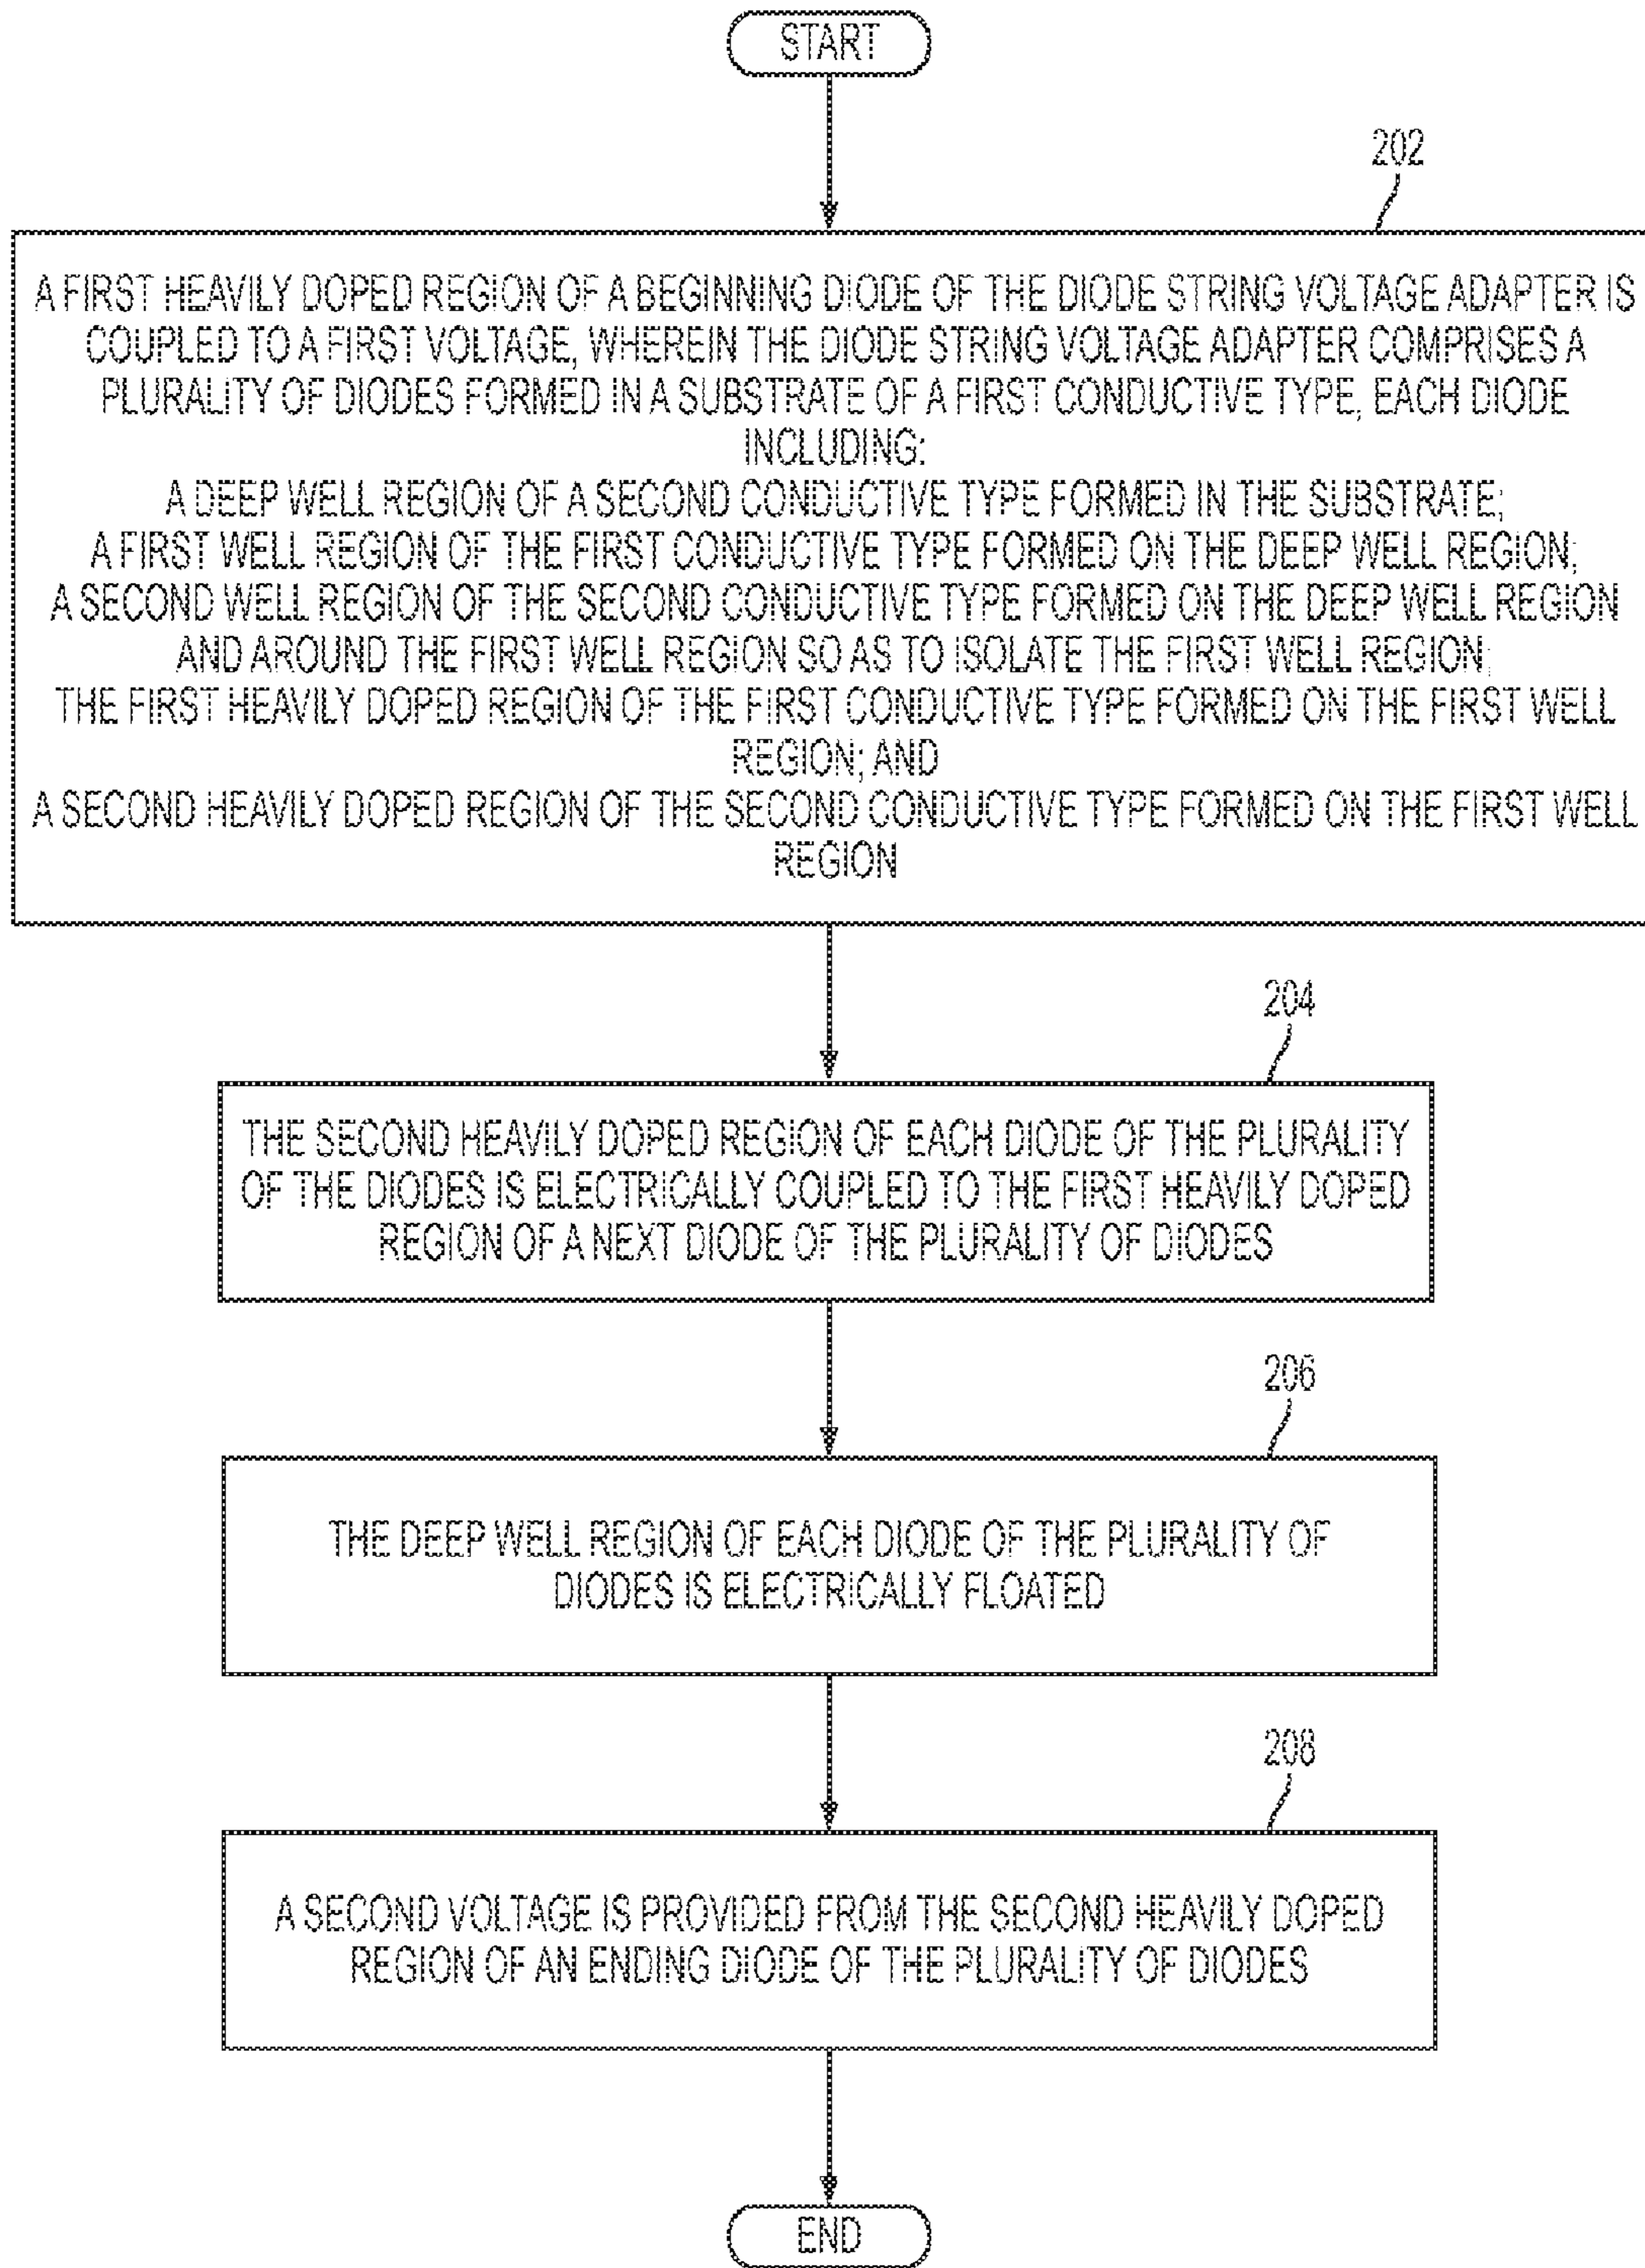 START
202
A FIRST HEAVILY DOPED REGION OF A BEGINNING DIODE OF THE DIODE STRING VOLTAGE ADAPTER IS
COUPLED TO A FIRST VOLTAGE, WHEREIN THE DIODE STRING VOLTAGE ADAPTER COMPRISES A
PLURALITY OF DIODES FORMED IN A SUBSTRATE OF A FIRST CONDUCTIVE TYPE, EACH DIODE
INCLUDING:
A DEEP WELL REGION OF A SECOND CONDUCTIVE TYPE FORMED IN THE SUBSTRATE;
A FIRST WELL REGION OF THE FIRST CONDUCTIVE TYPE FORMED ON THE DEEP WELL REGION;
A SECOND WELL REGION OF THE SECOND CONDUCTIVE TYPE FORMED ON THE DEEP WELL REGION
AND AROUND THE FIRST WELL REGION SO AS TO ISOLATE THE FIRST WELL REGION;
THE FIRST HEAVILY DOPED REGION OF THE FIRST CONDUCTIVE TYPE FORMED ON THE FIRST WELL
REGION; AND
A SECOND HEAVILY DOPED REGION OF THE SECOND CONDUCTIVE TYPE FORMED ON THE FIRST WELL
REGION
204
THE SECOND HEAVILY DOPED REGION OF EACH DIODE OF THE PLURALITY
OF THE DIODES IS ELECTRICALLY COUPLED TO THE FIRST HEAVILY DOPED
REGION OF A NEXT DIODE OF THE PLURALITY OF DIODES
206
THE DEEP WELL REGION OF EACH DIODE OF THE PLURALITY OF
DIODES IS ELECTRICALLY FLOATED
208
A SECOND VOLTAGE IS PROVIDED FROM THE SECOND HEAVILY DOPED
REGION OF AN ENDING DIODE OF THE PLURALITY OF DIODES
END